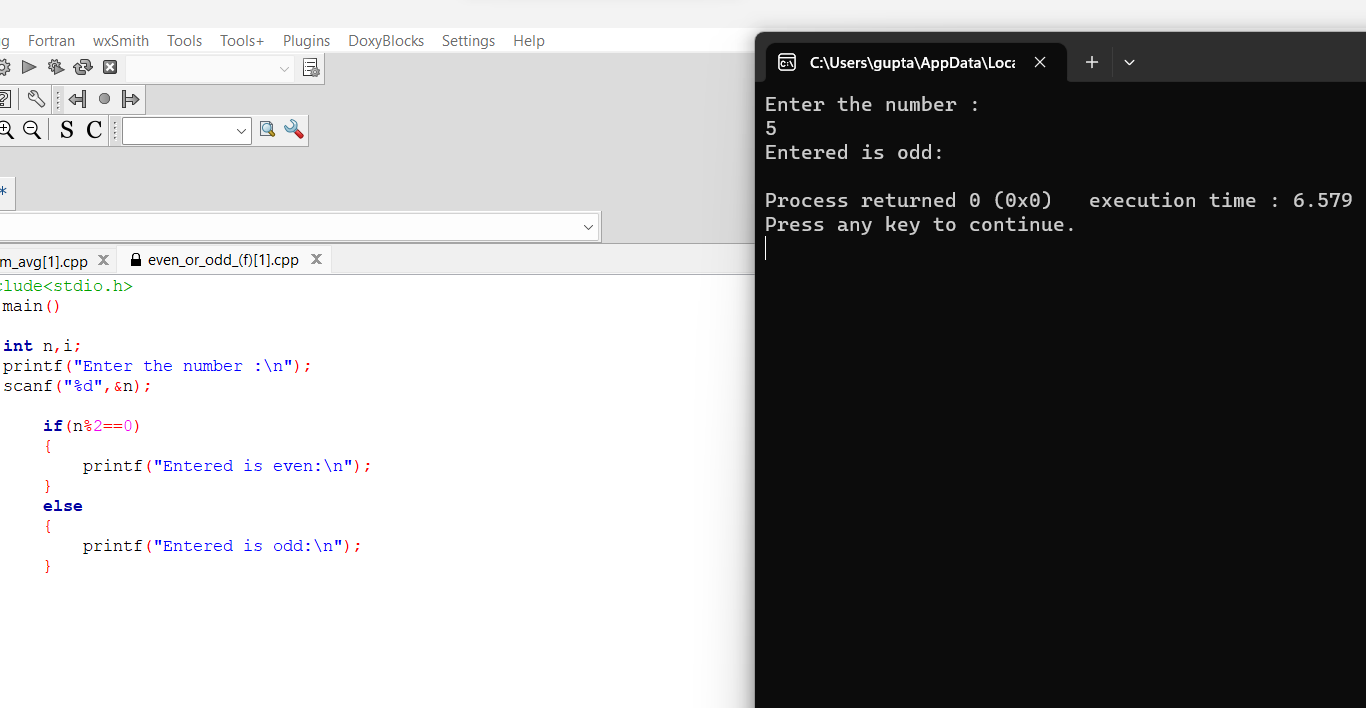 g Fortran wxSmith Tools Tools+ Plugins DoxyBlocks Settings Help
S C
*
m_avg[1].cpp even_or_odd_(f)[1].cpp
clude<stdio.h>
main()
int n,i;
printf("Enter the number :\n");
scanf("%d",&n);
if(n%2==0)
{
printf("Entered is even:\n");
}
else
{
printf("Entered is odd:\n");
}
C:\Users\gupta\AppData\Loca
Enter the number :
5
Entered is odd:
Process returned 0 (0x0) execution time : 6.579
Press any key to continue.